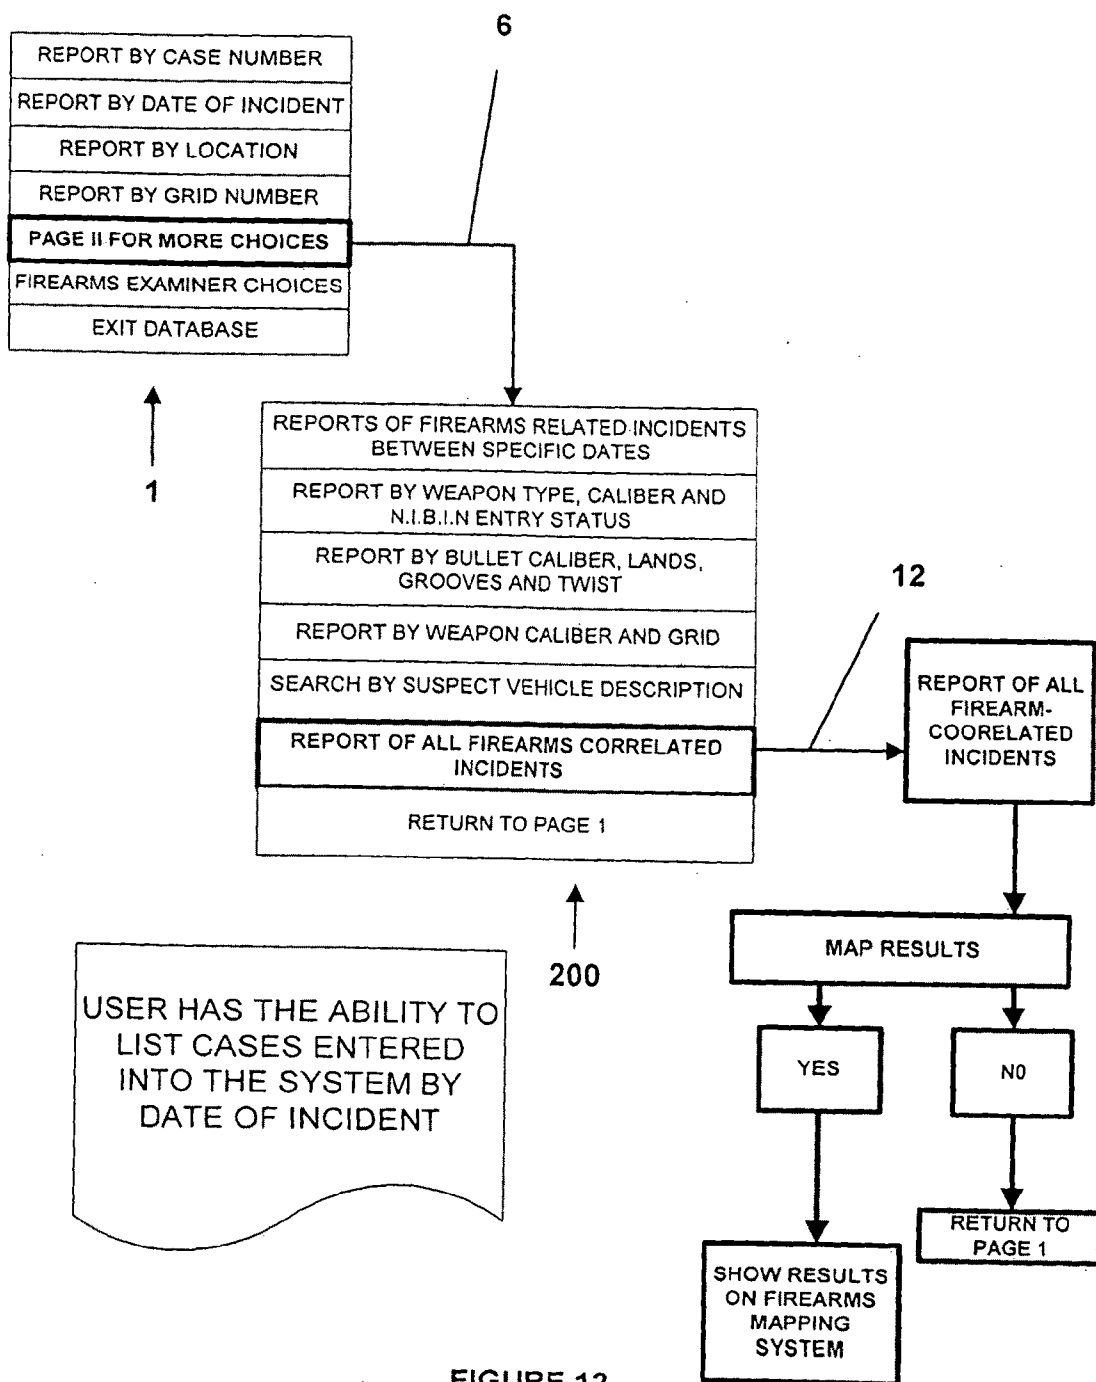 6
REPORT BY CASE NUMBER
REPORT BY DATE OF INCIDENT
REPORT BY LOCATION
REPORT BY GRID NUMBER
PAGE II FOR MORE CHOICES
FIREARMS EXAMINER CHOICES
EXIT DATABASE
1
REPORTS OF FIREARMS RELATED INCIDENTS
BETWEEN SPECIFIC DATES
REPORT BY WEAPON TYPE, CALIBER AND
N.I.B.I.N ENTRY STATUS
REPORT BY BULLET CALIBER, LANDS,
GROOVES AND TWIST
REPORT BY WEAPON CALIBER AND GRID
SEARCH BY SUSPECT VEHICLE DESCRIPTION
REPORT OF ALL FIREARMS CORRELATED
INCIDENTS
RETURN TO PAGE 1
200
12
REPORT OF ALL
FIREARM-
COORELATED
INCIDENTS
MAP RESULTS
YES
N0
RETURN TO
PAGE 1
SHOW RESULTS
ON FIREARMS
MAPPING
SYSTEM
USER HAS THE ABILITY TO
LIST CASES ENTERED
INTO THE SYSTEM BY
DATE OF INCIDENT
FIGURE 12